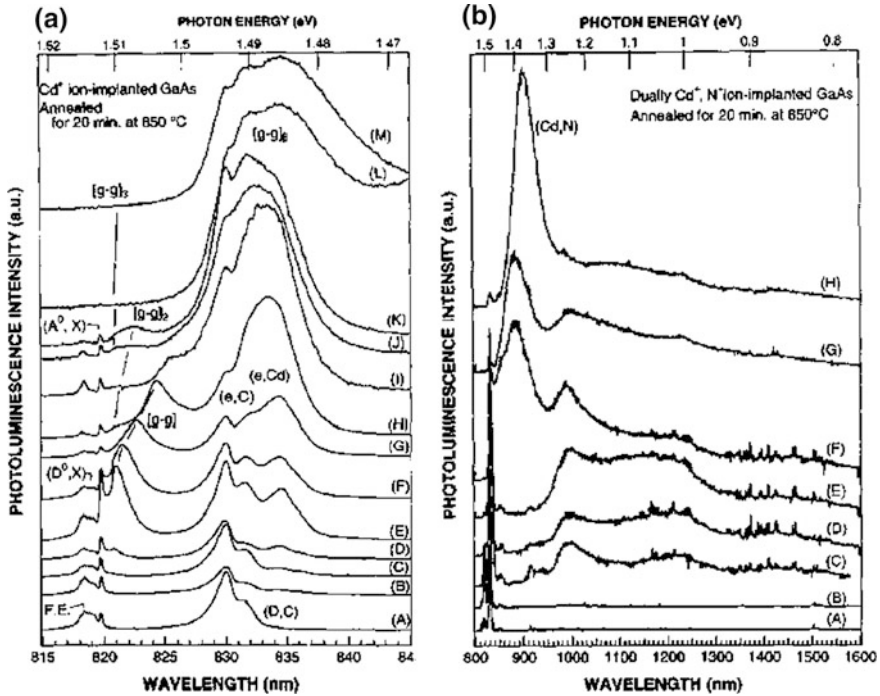 (a)
PHOTON ENERGY (eV)
1.52 1.51 1.5 1.49 1.48 1.47
Cd⁺ ion-implanted GaAs
Annealed
for 20 min. at 850 °C
[g-g]ᵦ
(M)
(L)
[g-g]₃
(K)
(A⁰, X)
[g-g]₂
(J)
(I)
(e,Cd)
(e,C)
(H)
[g-g]
(G)
(D⁰,X)
(F)
(E)
(D)
(C)
(B)
F.E.
(D,C)
(A)
815 820 825 830 835 840 84
WAVELENGTH (nm)
PHOTOLUMINESCENCE INTENSITY (a.u.)
(b)
PHOTON ENERGY (eV)
1.5 1.4 1.3 1.2 1.1 1 0.9 0.8
Dually Cd⁺, N⁺ ion-implanted GaAs
Annealed for 20 min. at 850°C
(Cd,N)
(H)
(G)
(F)
(E)
(D)
(C)
(B)
(A)
800 900 1000 1100 1200 1300 1400 1500 1600
WAVELENGTH (nm)
PHOTOLUMINESCENCE INTENSITY (a.u.)